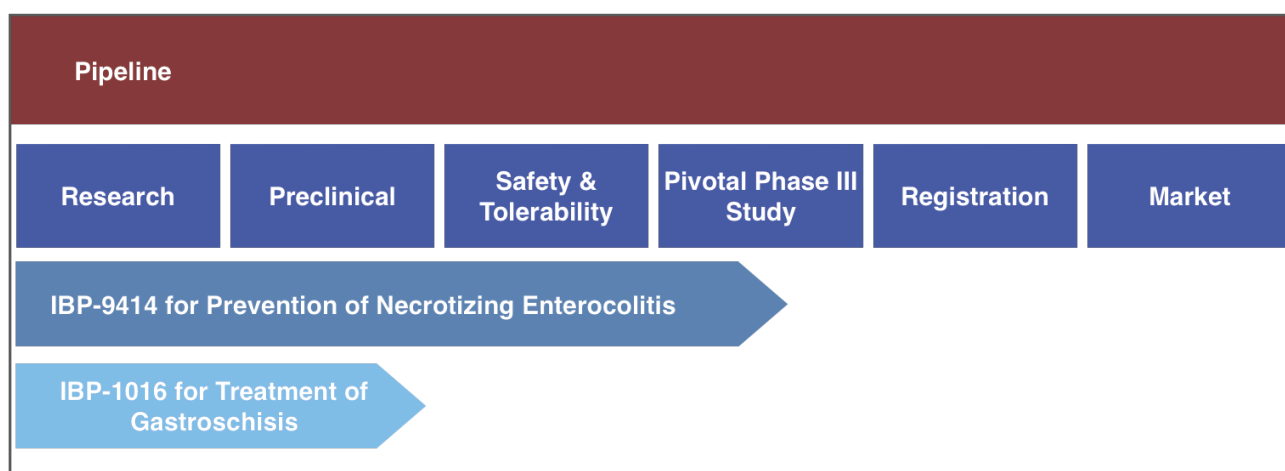 Pipeline
Research
Preclinical
Safety &
Tolerability
Pivotal Phase III
Study
Registration
Market
IBP-9414 for Prevention of Necrotizing Enterocolitis
IBP-1016 for Treatment of
Gastroschisis